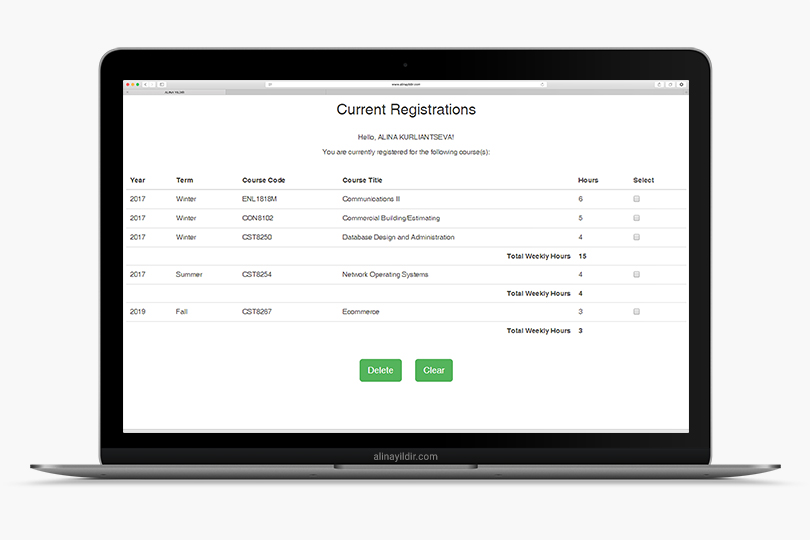 ALINA YILDIR
www.alinayildir.com
Current Registrations
Hello, ALINA KURLIANTSEVA!
You are currently registered for the following course(s):
Year Term Course Code Course Title Hours Select
2017 Winter ENL1818M Communications II 6
2017 Winter CON8102 Commercial Building/Estimating 5
2017 Winter CST8250 Database Design and Administration 4
Total Weekly Hours 15
2017 Summer CST8254 Network Operating Systems 4
Total Weekly Hours 4
2019 Fall CST8267 Ecommerce 3
Total Weekly Hours 3
Delete Clear
alinayildir.com